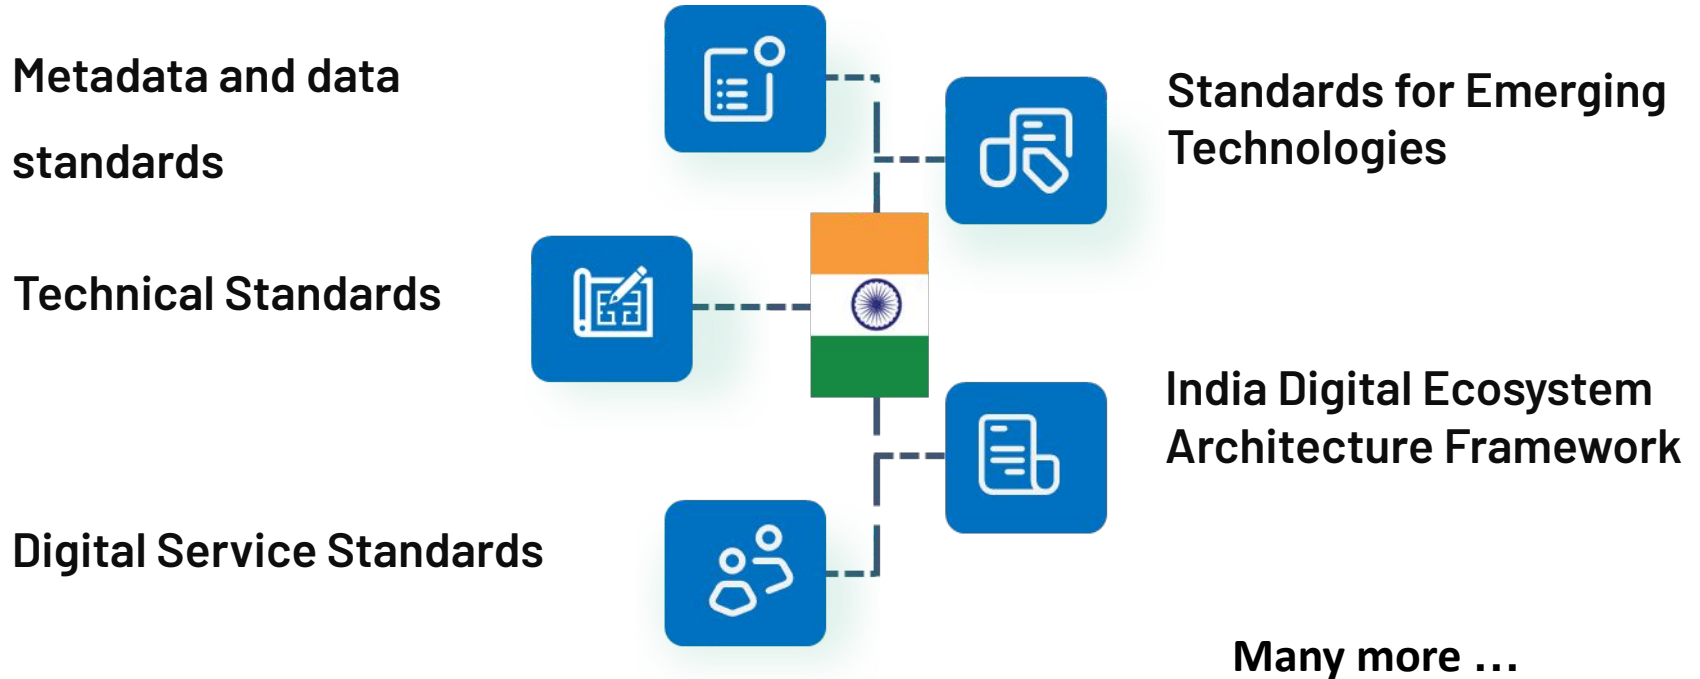 Metadata and data
standards
Standards for Emerging
Technologies
Technical Standards
India Digital Ecosystem
Architecture Framework
Digital Service Standards
Many more ...